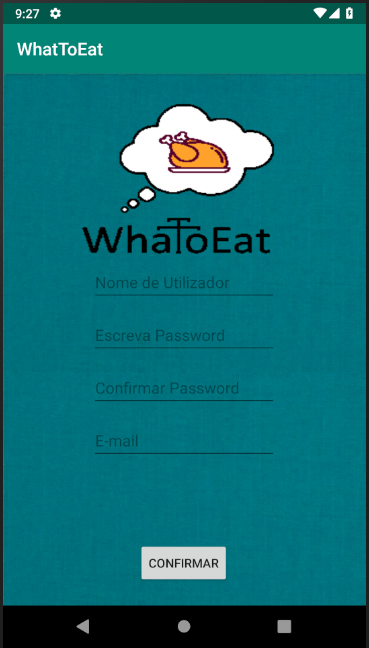 9:27
WhatToEat
WhaToEat
Nome de Utilizador
Escreva Password
Confirmar Password
E-mail
CONFIRMAR